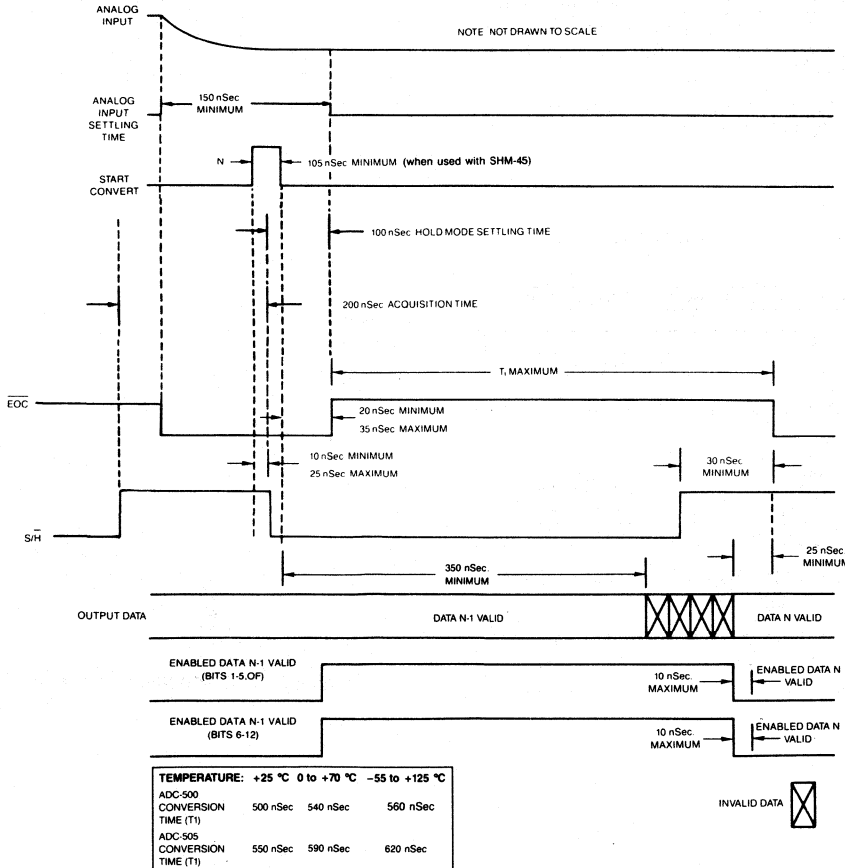 ANALOG
INPUT
NOTE NOT DRAWN TO SCALE
ANALOG
INPUT
SETTLING
TIME
150 nSec
MINIMUM
N
105 nSec MINIMUM (when used with SHM-45)
START
CONVERT
100 nSec HOLD MODE SETTLING TIME
200 nSec ACQUISITION TIME
T₁ MAXIMUM
EOC
20 nSec MINIMUM
35 nSec MAXIMUM
10 nSec MINIMUM
25 nSec MAXIMUM
30 nSec
MINIMUM
S/H
25 nSec
MINIMUM
350 nSec.
MINIMUM
OUTPUT DATA
DATA N-1 VALID
DATA N VALID
ENABLED DATA N-1 VALID
(BITS 1-5,OF)
10 nSec.
MAXIMUM
ENABLED DATA N
VALID
ENABLED DATA N-1 VALID
(BITS 6-12)
10 nSec.
MAXIMUM
ENABLED DATA N
VALID
TEMPERATURE: +25 °C 0 to +70 °C –55 to +125 °C
ADC-500
CONVERSION 500 nSec 540 nSec 560 nSec
TIME (T1)
ADC-505
CONVERSION 550 nSec 590 nSec 620 nSec
TIME (T1)
INVALID DATA